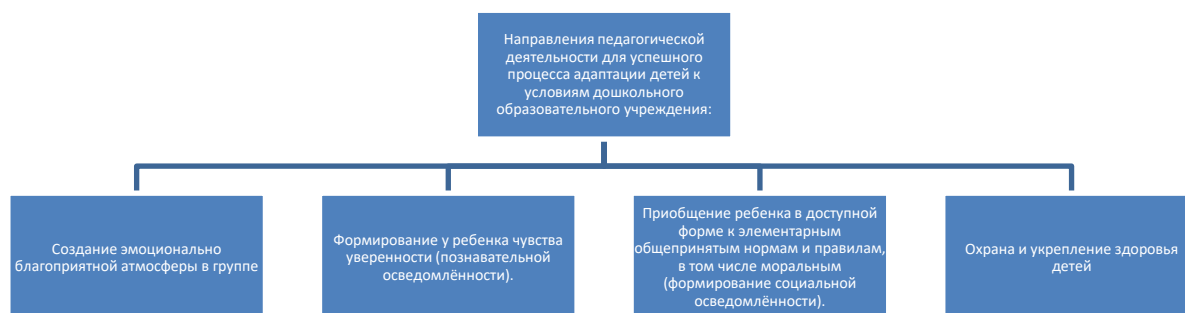 Направления педагогической
деятельности для успешного
процесса адаптации детей к
условиям дошкольного
образовательного учреждения:
Создание эмоционально
благоприятной атмосферы в группе
Формирование у ребенка чувства
уверенности (познавательной
осведомлённости).
Приобщение ребенка в доступной
форме к элементарным
общепринятым нормам и правилам,
в том числе моральным
(формирование социальной
осведомлённости).
Охрана и укрепление здоровья
детей